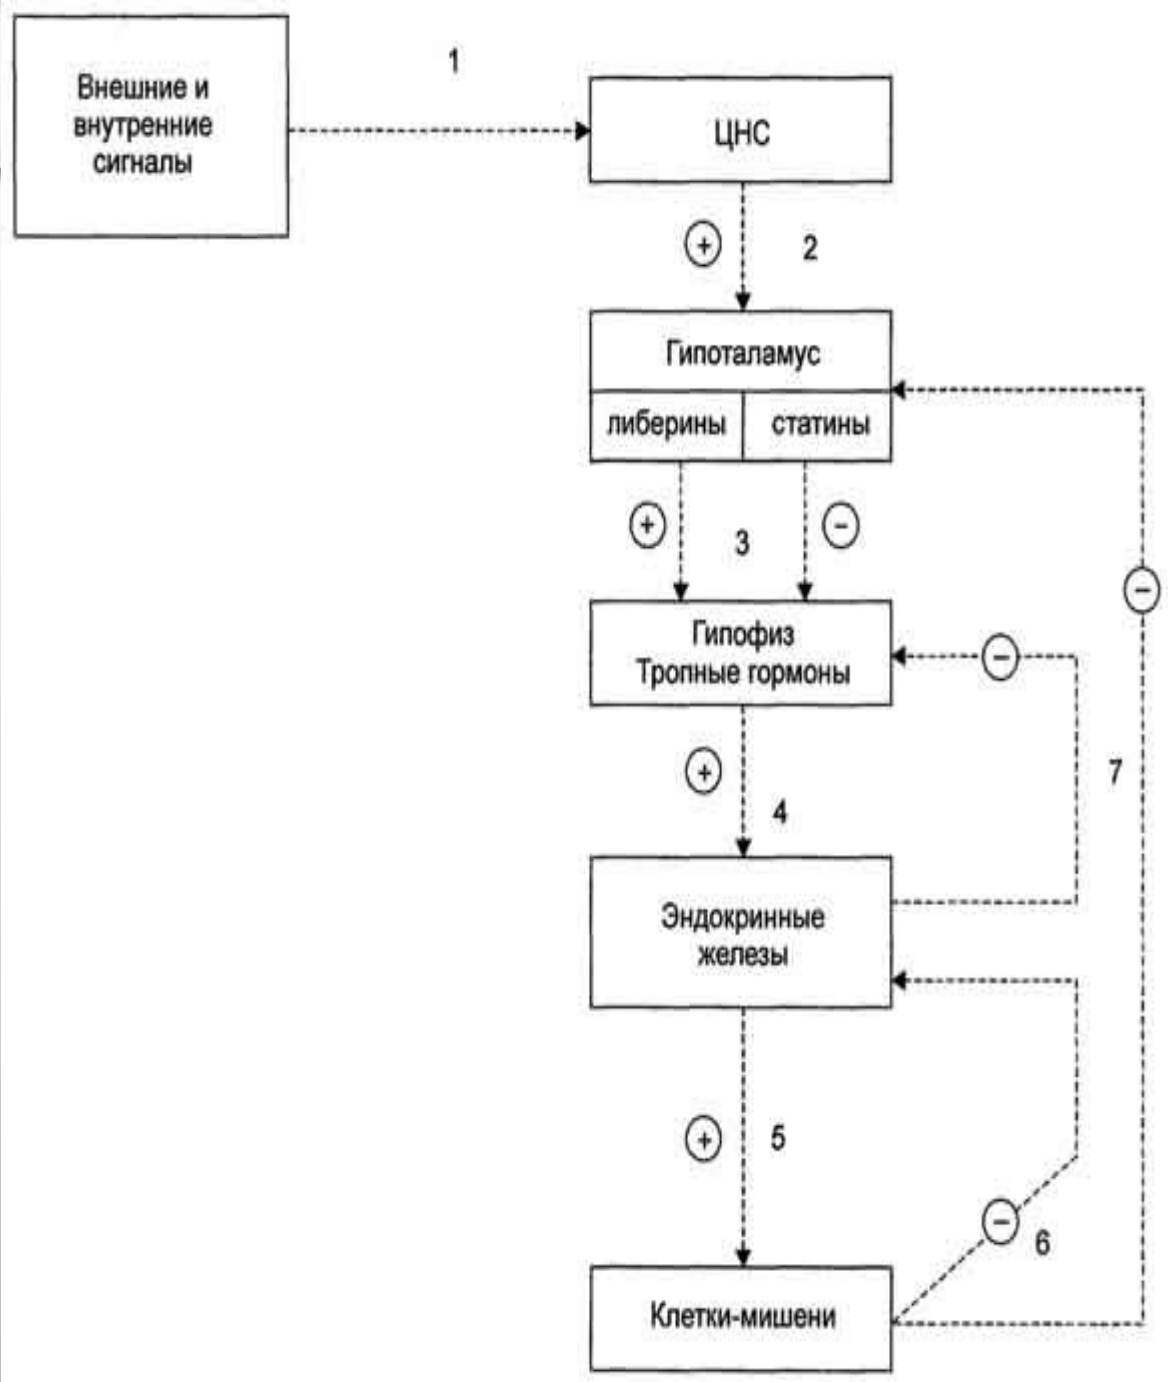 Внешние и
внутренние
сигналы
1
ЦНС
+
2
Гипоталамус
либерины
статины
+
3
−
−
Гипофиз
Тропные гормоны
−
+
4
7
Эндокринные
железы
+
5
−
6
Клетки-мишени